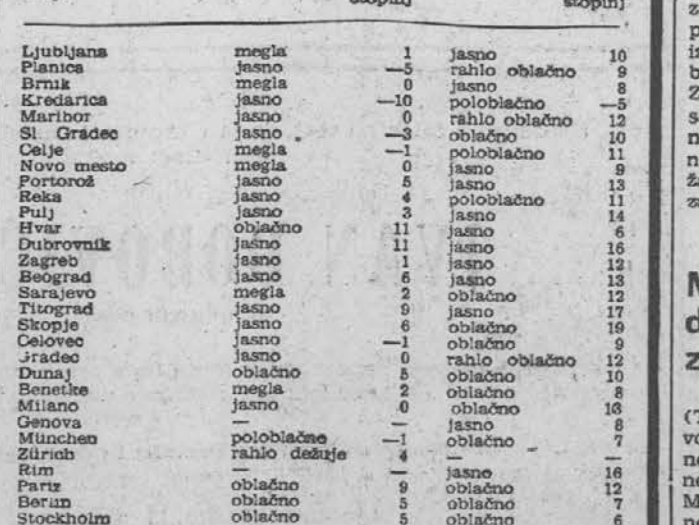 stopinj stopinj
Ljubljana megla 1 jasno 10
Planica jasno —5 rahlo oblačno 9
Brnik megla 0 jasno 8
Kredarica jasno —10 poloblačno —5
Maribor jasno 0 rahlo oblačno 12
Sl Gradec jasno —3 oblačno 10
Celje megla —1 poloblačno 11
Novo mesto megla 0 jasno 9
Portorož jasno 5 jasno 13
Reka jasno 4 poloblačno 11
Pulj jasno 3 jasno 14
Hvar oblačno 11 jasno 6
Dubrovnik jasno 11 jasno 16
Zagreb jasno 1 jasno 12
Beograd jasno 6 jasno 13
Sarajevo megla 2 oblačno 12
Titograd jasno 9 jasno 17
Skopje jasno 6 oblačno 19
Celovec jasno —1 oblačno 9
Gradec jasno 0 rahlo oblačno 12
Dunaj oblačno 5 oblačno 10
Benetke megla 2 oblačno 8
Milano jasno 0 oblačno 13
Genova — — jasno 8
München poloblačno —1 oblačno 7
Zürich rahlo dežuje 4 — —
Rim — — jasno 16
Pariz oblačno 9 oblačno 12
Berlin oblačno 5 oblačno 7
Stockholm oblačno 5 oblačno 6